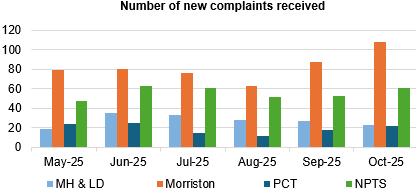 Number of new complaints received
120
100
80
60
40
20
0
May-25 Jun-25 Jul-25 Aug-25 Sep-25 Oct-25
MH & LD Morriston PCT NPTS